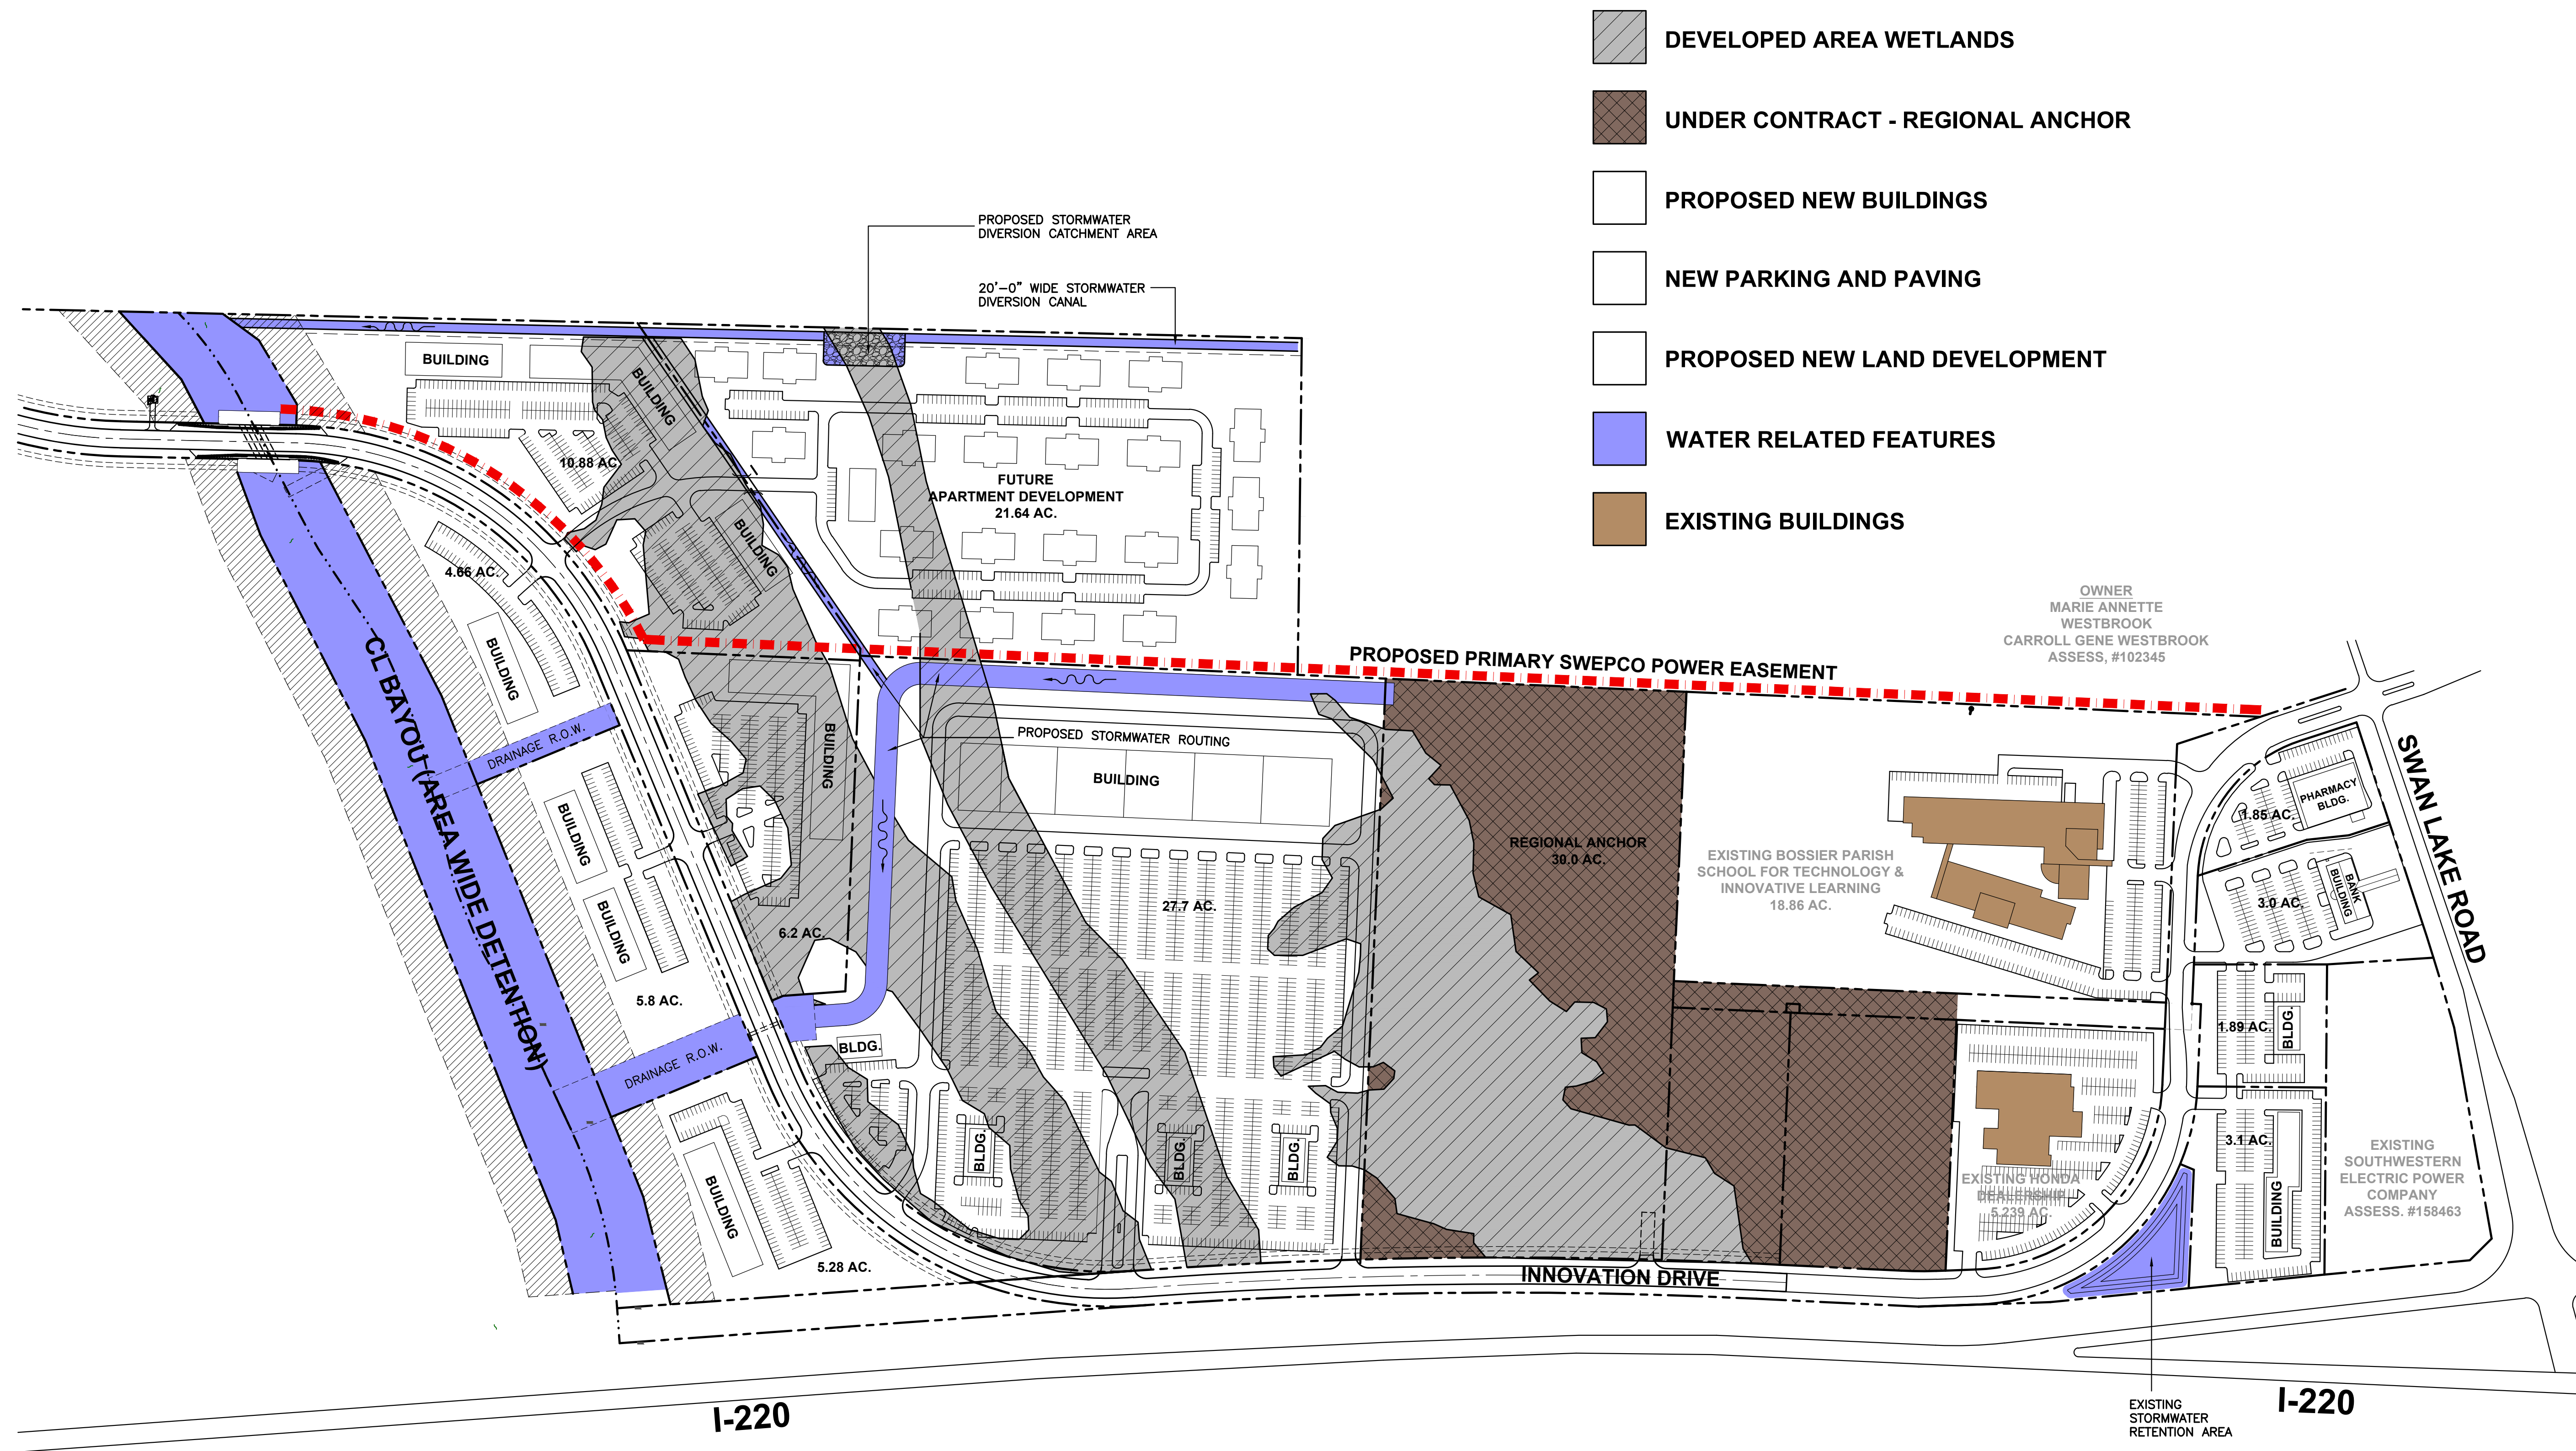 DEVELOPED AREA WETLANDS
UNDER CONTRACT - REGIONAL ANCHOR
PROPOSED NEW BUILDINGS
NEW PARKING AND PAVING
PROPOSED NEW LAND DEVELOPMENT
WATER RELATED FEATURES
EXISTING BUILDINGS
PROPOSED STORMWATER
DIVERSION CATCHMENT AREA
20'-0" WIDE STORMWATER
DIVERSION CANAL
BUILDING
BUILDING
10.88 AC.
BUILDING
FUTURE
APARTMENT DEVELOPMENT
21.64 AC.
4.66 AC.
BUILDING
OWNER
MARIE ANNETTE
WESTBROOK
CARROLL GENE WESTBROOK
ASSESS, #102345
PROPOSED PRIMARY SWEPCO POWER EASEMENT
CL BAYOU (AREA WIDE DETENTION)
DRAINAGE R.O.W.
BUILDING
PROPOSED STORMWATER ROUTING
BUILDING
SWAN LAKE ROAD
PHARMACY
BLDG.
1.85 AC.
BUILDING
REGIONAL ANCHOR
30.0 AC.
EXISTING BOSSIER PARISH
SCHOOL FOR TECHNOLOGY &
INNOVATIVE LEARNING
18.86 AC.
BANK
BUILDING
3.0 AC.
27.7 AC.
BUILDING
6.2 AC.
5.8 AC.
DRAINAGE R.O.W.
BLDG.
1.89 AC.
BLDG.
BLDG.
BLDG.
BLDG.
3.1 AC.
EXISTING
SOUTHWESTERN
ELECTRIC POWER
COMPANY
ASSESS. #158463
EXISTING HONDA
DEALERSHIP
5.239 AC.
BUILDING
BUILDING
5.28 AC.
INNOVATION DRIVE
I-220
I-220
EXISTING
STORMWATER
RETENTION AREA